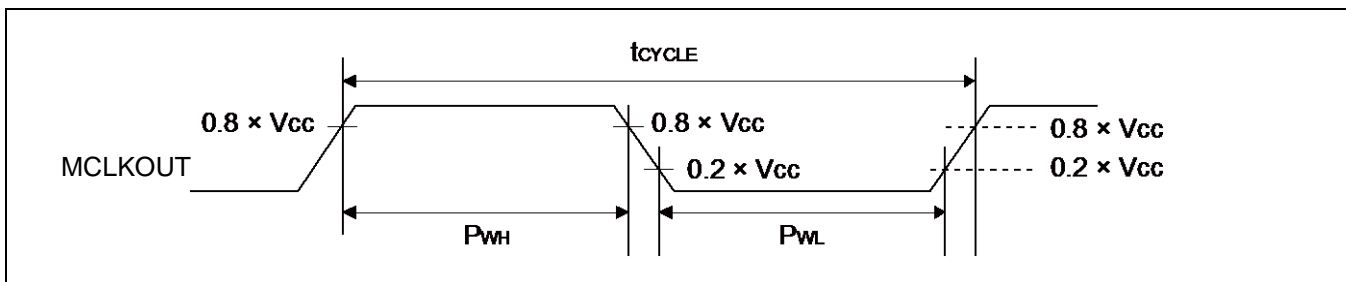 tCYCLE
0.8 × Vcc
0.8 × Vcc
0.8 × Vcc
MCLKOUT
0.2 × Vcc
0.2 × Vcc
PWH
PWL